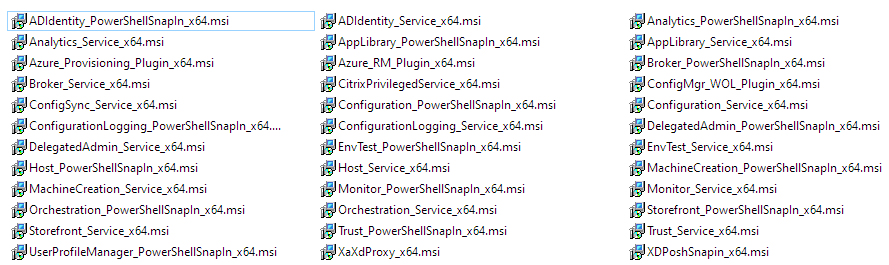 ADIdentity_PowerShellSnapIn_x64.msi ADIdentity_Service_x64.msi Analytics_PowerShellSnapIn_x64.msi
Analytics_Service_x64.msi AppLibrary_PowerShellSnapIn_x64.msi AppLibrary_Service_x64.msi
Azure_Provisioning_Plugin_x64.msi Azure_RM_Plugin_x64.msi Broker_PowerShellSnapIn_x64.msi
Broker_Service_x64.msi CitrixPrivilegedService_x64.msi ConfigMgr_WOL_Plugin_x64.msi
ConfigSync_Service_x64.msi Configuration_PowerShellSnapIn_x64.msi Configuration_Service_x64.msi
ConfigurationLogging_PowerShellSnapIn_x64.... ConfigurationLogging_Service_x64.msi DelegatedAdmin_PowerShellSnapIn_x64.msi
DelegatedAdmin_Service_x64.msi EnvTest_PowerShellSnapIn_x64.msi EnvTest_Service_x64.msi
Host_PowerShellSnapIn_x64.msi Host_Service_x64.msi MachineCreation_PowerShellSnapIn_x64.msi
MachineCreation_Service_x64.msi Monitor_PowerShellSnapIn_x64.msi Monitor_Service_x64.msi
Orchestration_PowerShellSnapIn_x64.msi Orchestration_Service_x64.msi Storefront_PowerShellSnapIn_x64.msi
Storefront_Service_x64.msi Trust_PowerShellSnapIn_x64.msi Trust_Service_x64.msi
UserProfileManager_PowerShellSnapIn_x64.msi XaXdProxy_x64.msi XDPoshSnapin_x64.msi